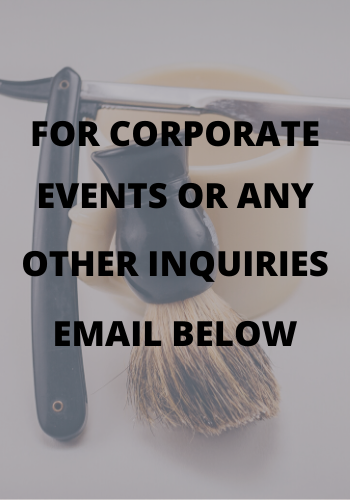 FOR CORPORATE
EVENTS OR ANY
OTHER INQUIRIES
EMAIL BELOW